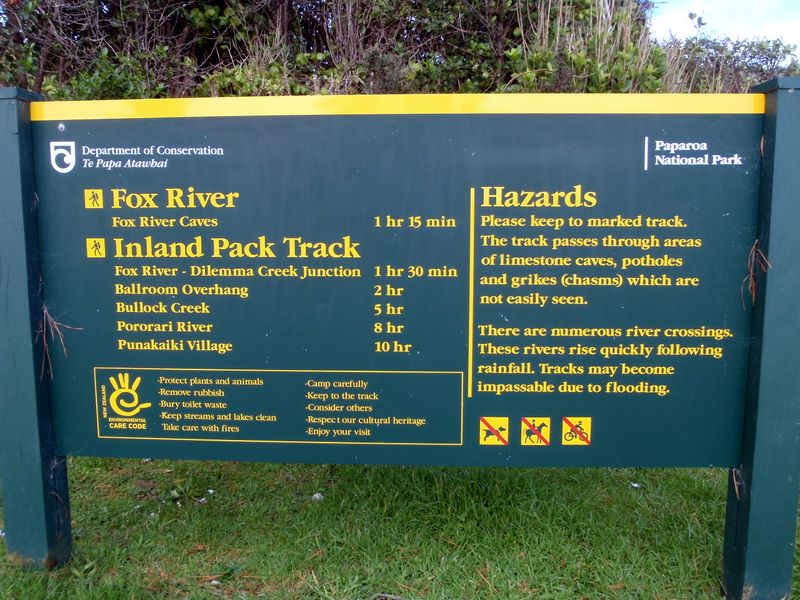 Department of Conservation
Te Papa Atawhai
Paparoa
National Park
Fox River
Fox River Caves 1 hr 15 min
Inland Pack Track
Fox River - Dilemma Creek Junction 1 hr 30 min
Ballroom Overhang 2 hr
Bullock Creek 5 hr
Pororari River 8 hr
Punakaiki Village 10 hr
NEW ZEALAND
ENVIRONMENTAL
CARE CODE
-Protect plants and animals
-Remove rubbish
-Bury toilet waste
-Keep streams and lakes clean
Take care with fires
-Camp carefully
-Keep to the track
-Consider others
-Respect our cultural heritage
-Enjoy your visit
Hazards
Please keep to marked track.
The track passes through areas
of limestone caves, potholes
and grikes (chasms) which are
not easily seen.
There are numerous river crossings.
These rivers rise quickly following
rainfall. Tracks may become
impassable due to flooding.